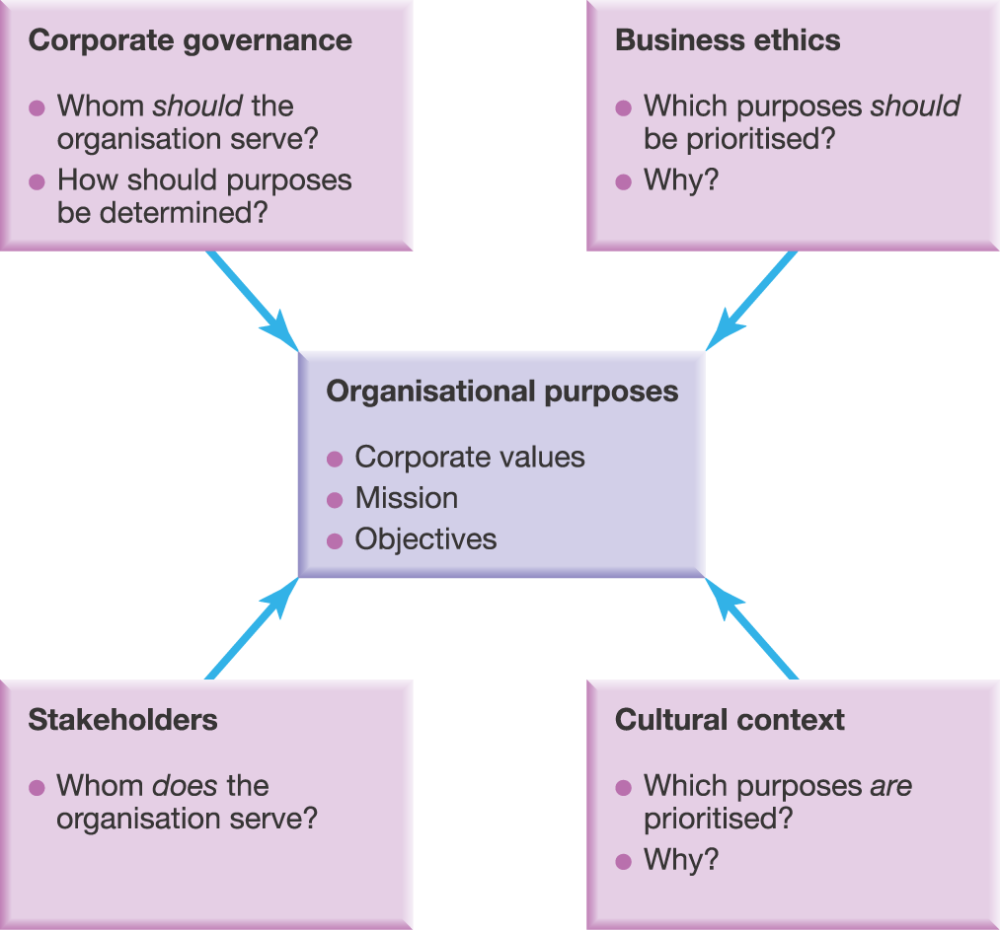 Corporate governance
Whom should the
organisation serve?
How should purposes
be determined?
Business ethics
Which purposes should
be prioritised?
Why?
Organisational purposes
Corporate values
Mission
Objectives
Stakeholders
Whom does the
organisation serve?
Cultural context
Which purposes are
prioritised?
Why?